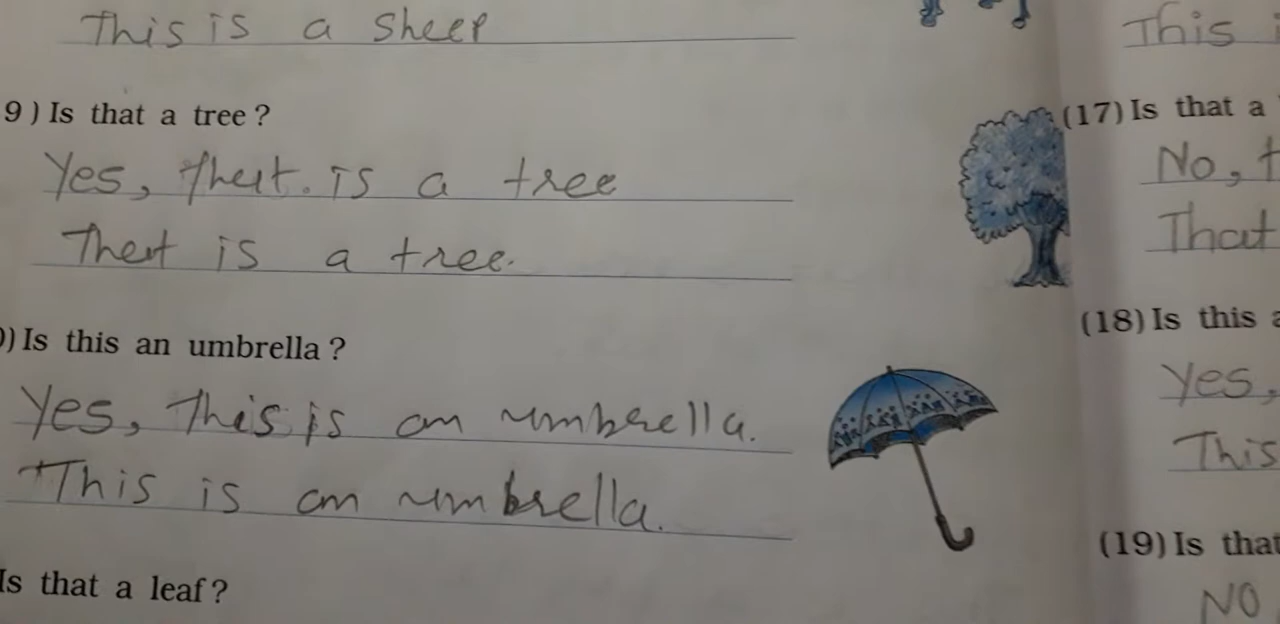 This is a sheep
9) Is that a tree?
Yes, thet. is a tree
Thet is a tree.
) Is this an umbrella?
Yes, This is an umbrella.
This is an umbrella.
Is that a leaf?
This
(17) Is that a
No,
That
(18) Is this
Yes,
This
(19) Is that
NO